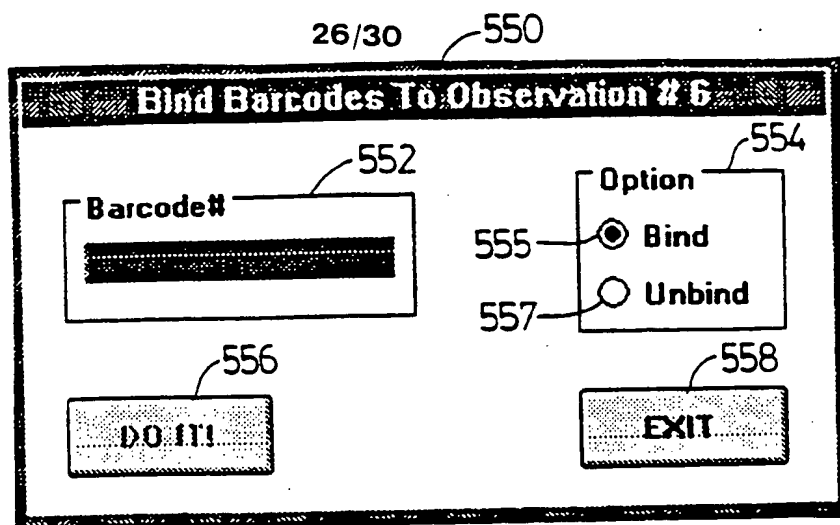 26/30
550
Bind Barcodes To Observation # 6
552
554
Barcode#
Option
555
Bind
557
Unbind
556
558
DO IT!
EXIT